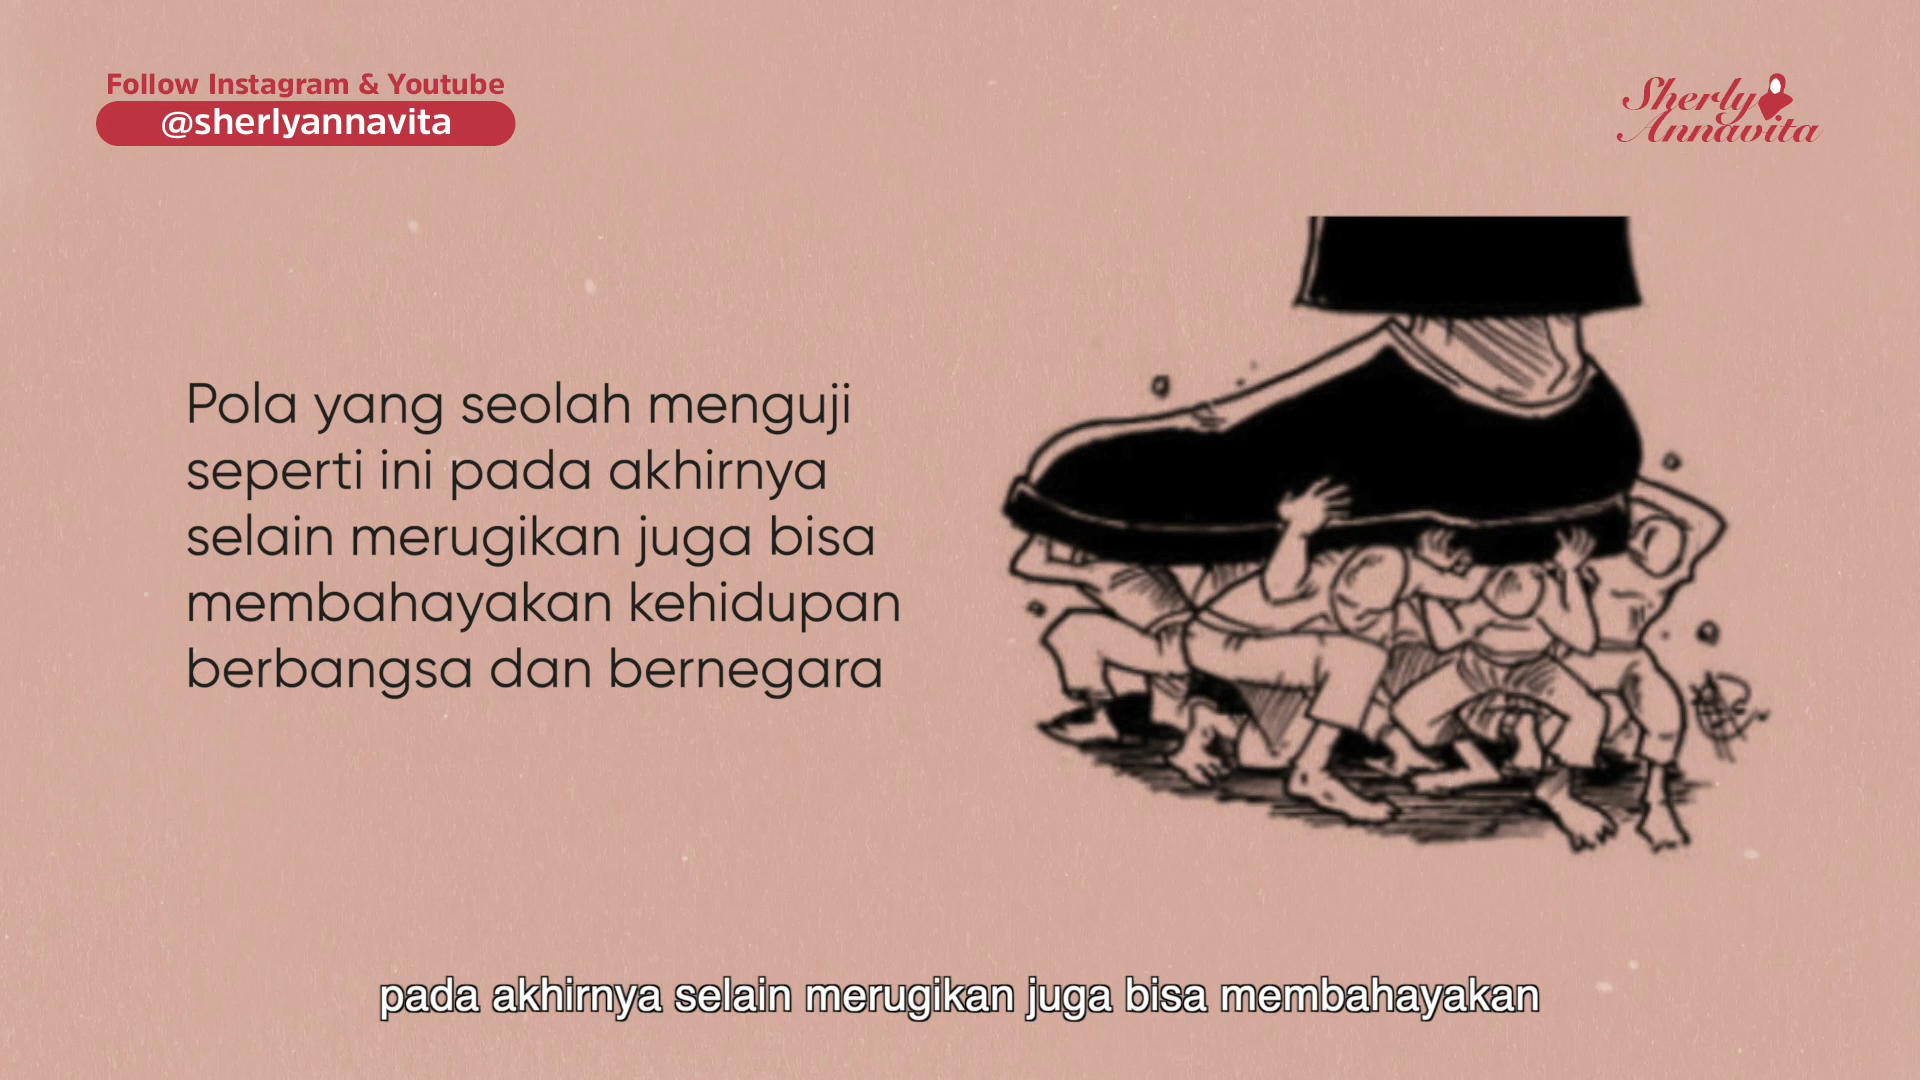 Follow Instagram & Youtube
@sherlyannavita
Sherly
Annavita
Pola yang seolah menguji
seperti ini pada akhirnya
selain merugikan juga bisa
membahayakan kehidupan
berbangsa dan bernegara
pada akhirnya selain merugikan juga bisa membahayakan